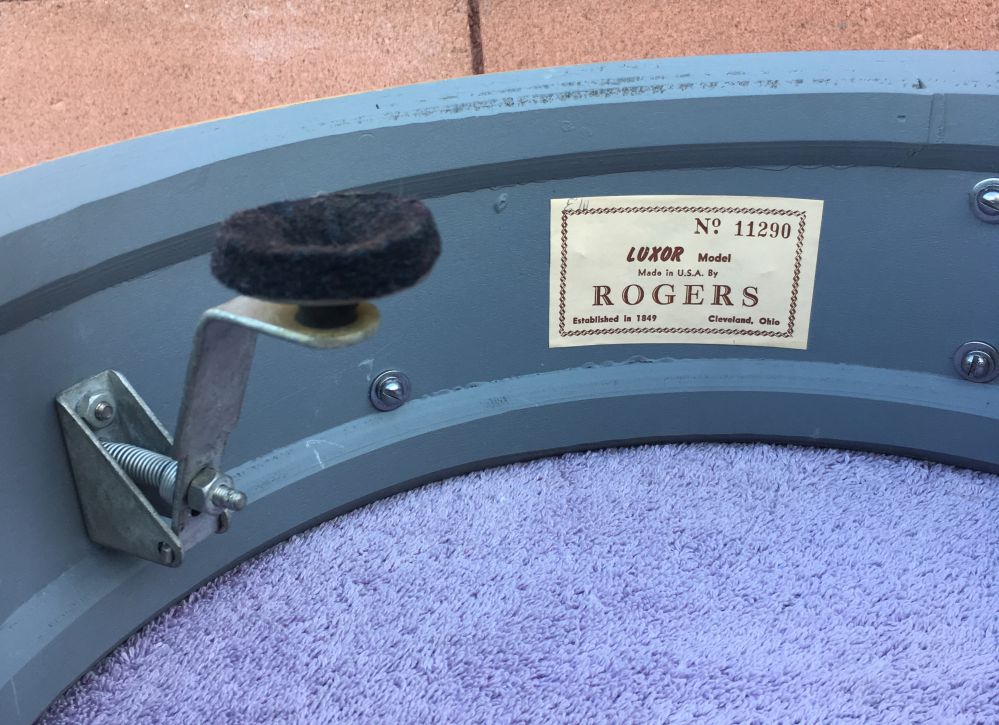 Nº 11290
LUXOR Model
Made in U.S.A. By
ROGERS
Established in 1849 Cleveland, Ohio